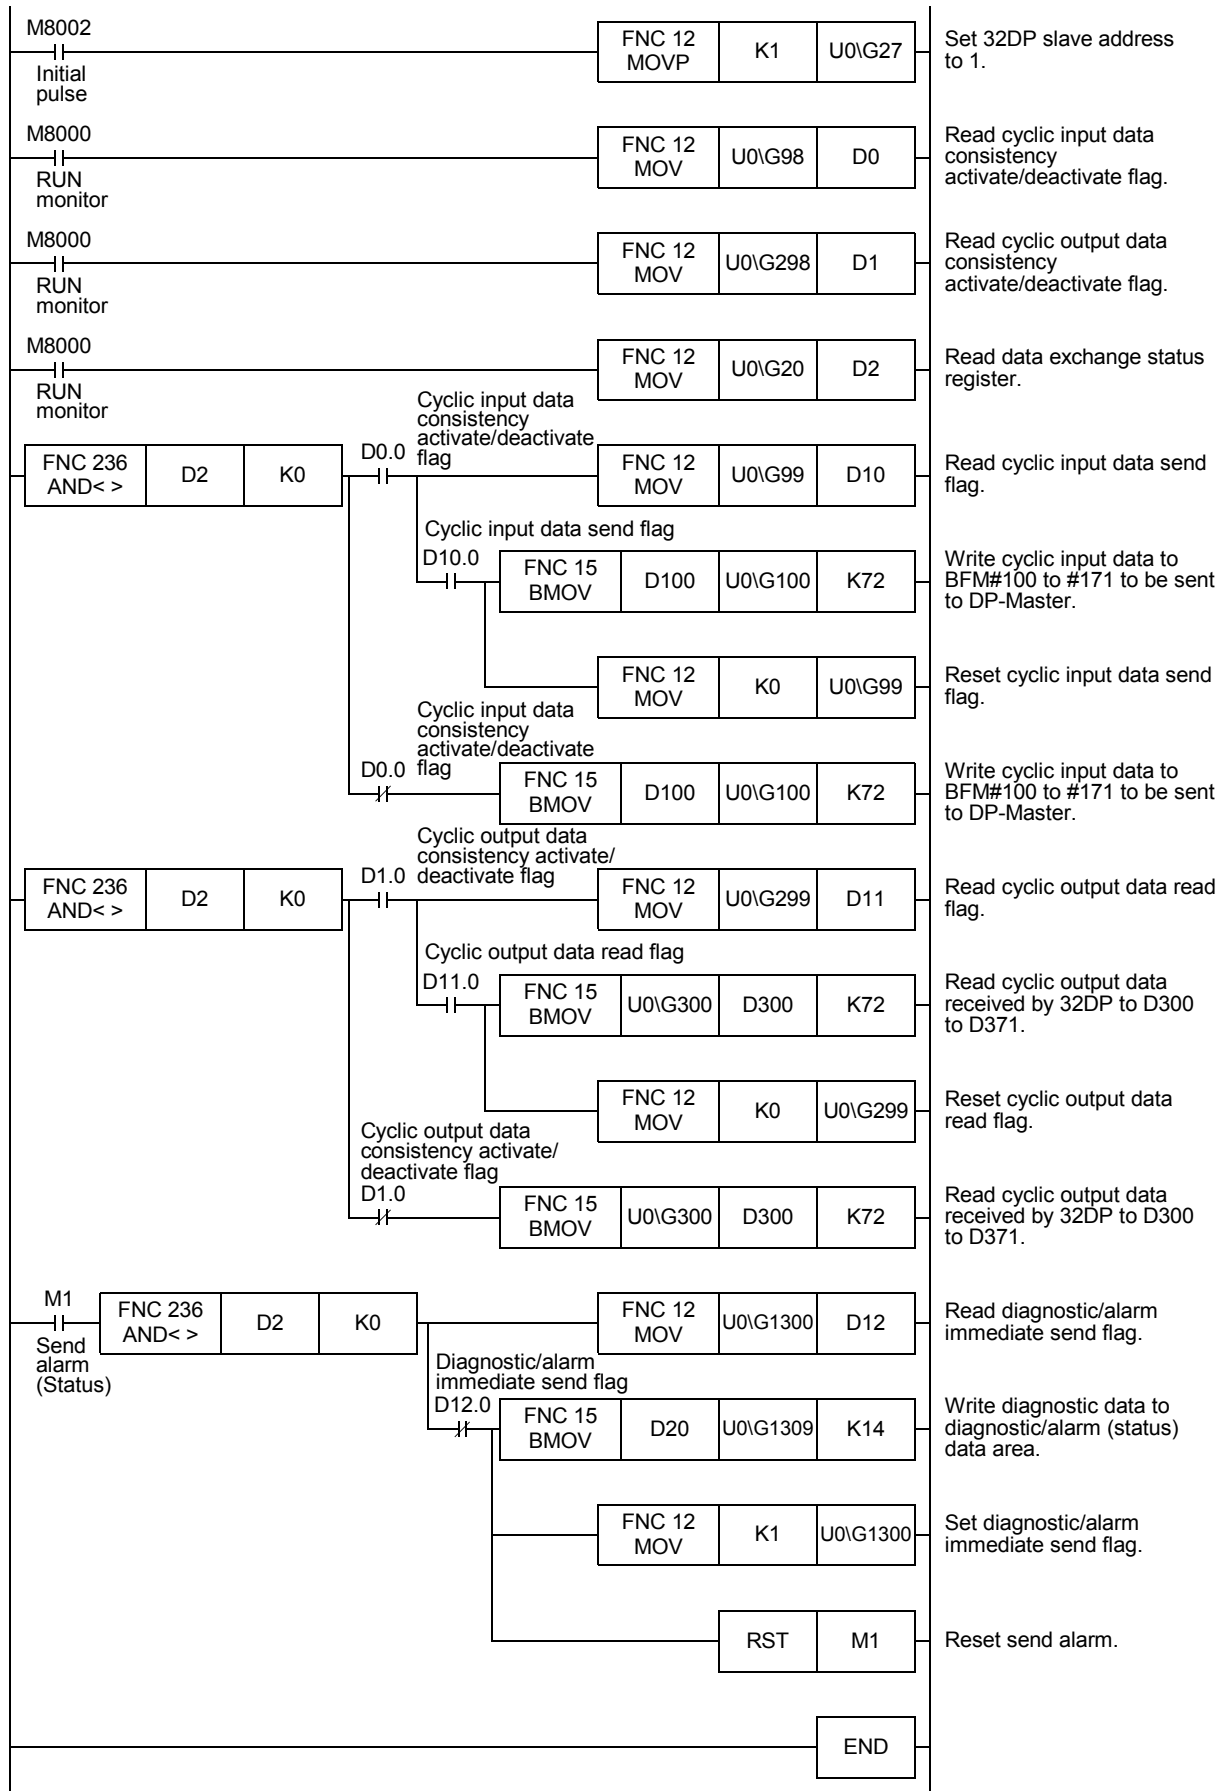 M8002
Initial
pulse
FNC 12
MOVP
K1
U0\G27
Set 32DP slave address
to 1.
M8000
RUN
monitor
FNC 12
MOV
U0\G98
D0
Read cyclic input data
consistency
activate/deactivate flag.
M8000
RUN
monitor
FNC 12
MOV
U0\G298
D1
Read cyclic output data
consistency
activate/deactivate flag.
M8000
RUN
monitor
FNC 12
MOV
U0\G20
D2
Read data exchange status
register.
FNC 236
AND< >
D2
K0
D0.0
Cyclic input data
consistency
activate/deactivate
flag
FNC 12
MOV
U0\G99
D10
Read cyclic input data send
flag.
Cyclic input data send flag
D10.0
FNC 15
BMOV
D100
U0\G100
K72
Write cyclic input data to
BFM#100 to #171 to be sent
to DP-Master.
FNC 12
MOV
K0
U0\G99
Reset cyclic input data send
flag.
Cyclic input data
consistency
activate/deactivate
flag
D0.0
FNC 15
BMOV
D100
U0\G100
K72
Write cyclic input data to
BFM#100 to #171 to be sent
to DP-Master.
FNC 236
AND< >
D2
K0
Cyclic output data
consistency activate/
deactivate flag
D1.0
FNC 12
MOV
U0\G299
D11
Read cyclic output data read
flag.
Cyclic output data read flag
D11.0
FNC 15
BMOV
U0\G300
D300
K72
Read cyclic output data
received by 32DP to D300
to D371.
FNC 12
MOV
K0
U0\G299
Reset cyclic output data
read flag.
Cyclic output data
consistency activate/
deactivate flag
D1.0
FNC 15
BMOV
U0\G300
D300
K72
Read cyclic output data
received by 32DP to D300
to D371.
M1
Send
alarm
(Status)
FNC 236
AND< >
D2
K0
FNC 12
MOV
U0\G1300
D12
Read diagnostic/alarm
immediate send flag.
Diagnostic/alarm
immediate send flag
D12.0
FNC 15
BMOV
D20
U0\G1309
K14
Write diagnostic data to
diagnostic/alarm (status)
data area.
FNC 12
MOV
K1
U0\G1300
Set diagnostic/alarm
immediate send flag.
RST
M1
Reset send alarm.
END